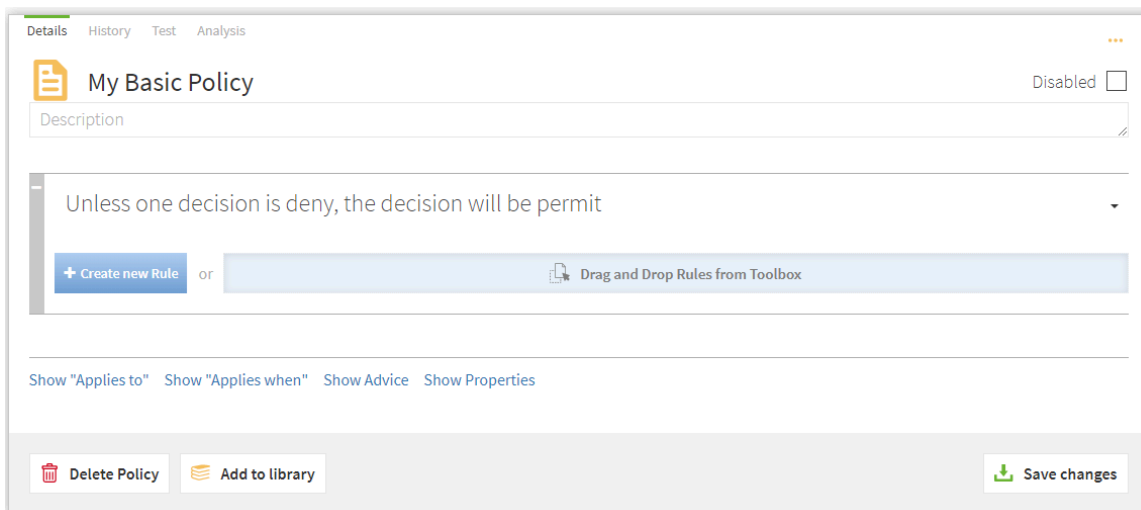 Details History Test Analysis
My Basic Policy
Disabled
Description
Unless one decision is deny, the decision will be permit
+ Create new Rule or Drag and Drop Rules from Toolbox
Show "Applies to" Show "Applies when" Show Advice Show Properties
Delete Policy Add to library Save changes